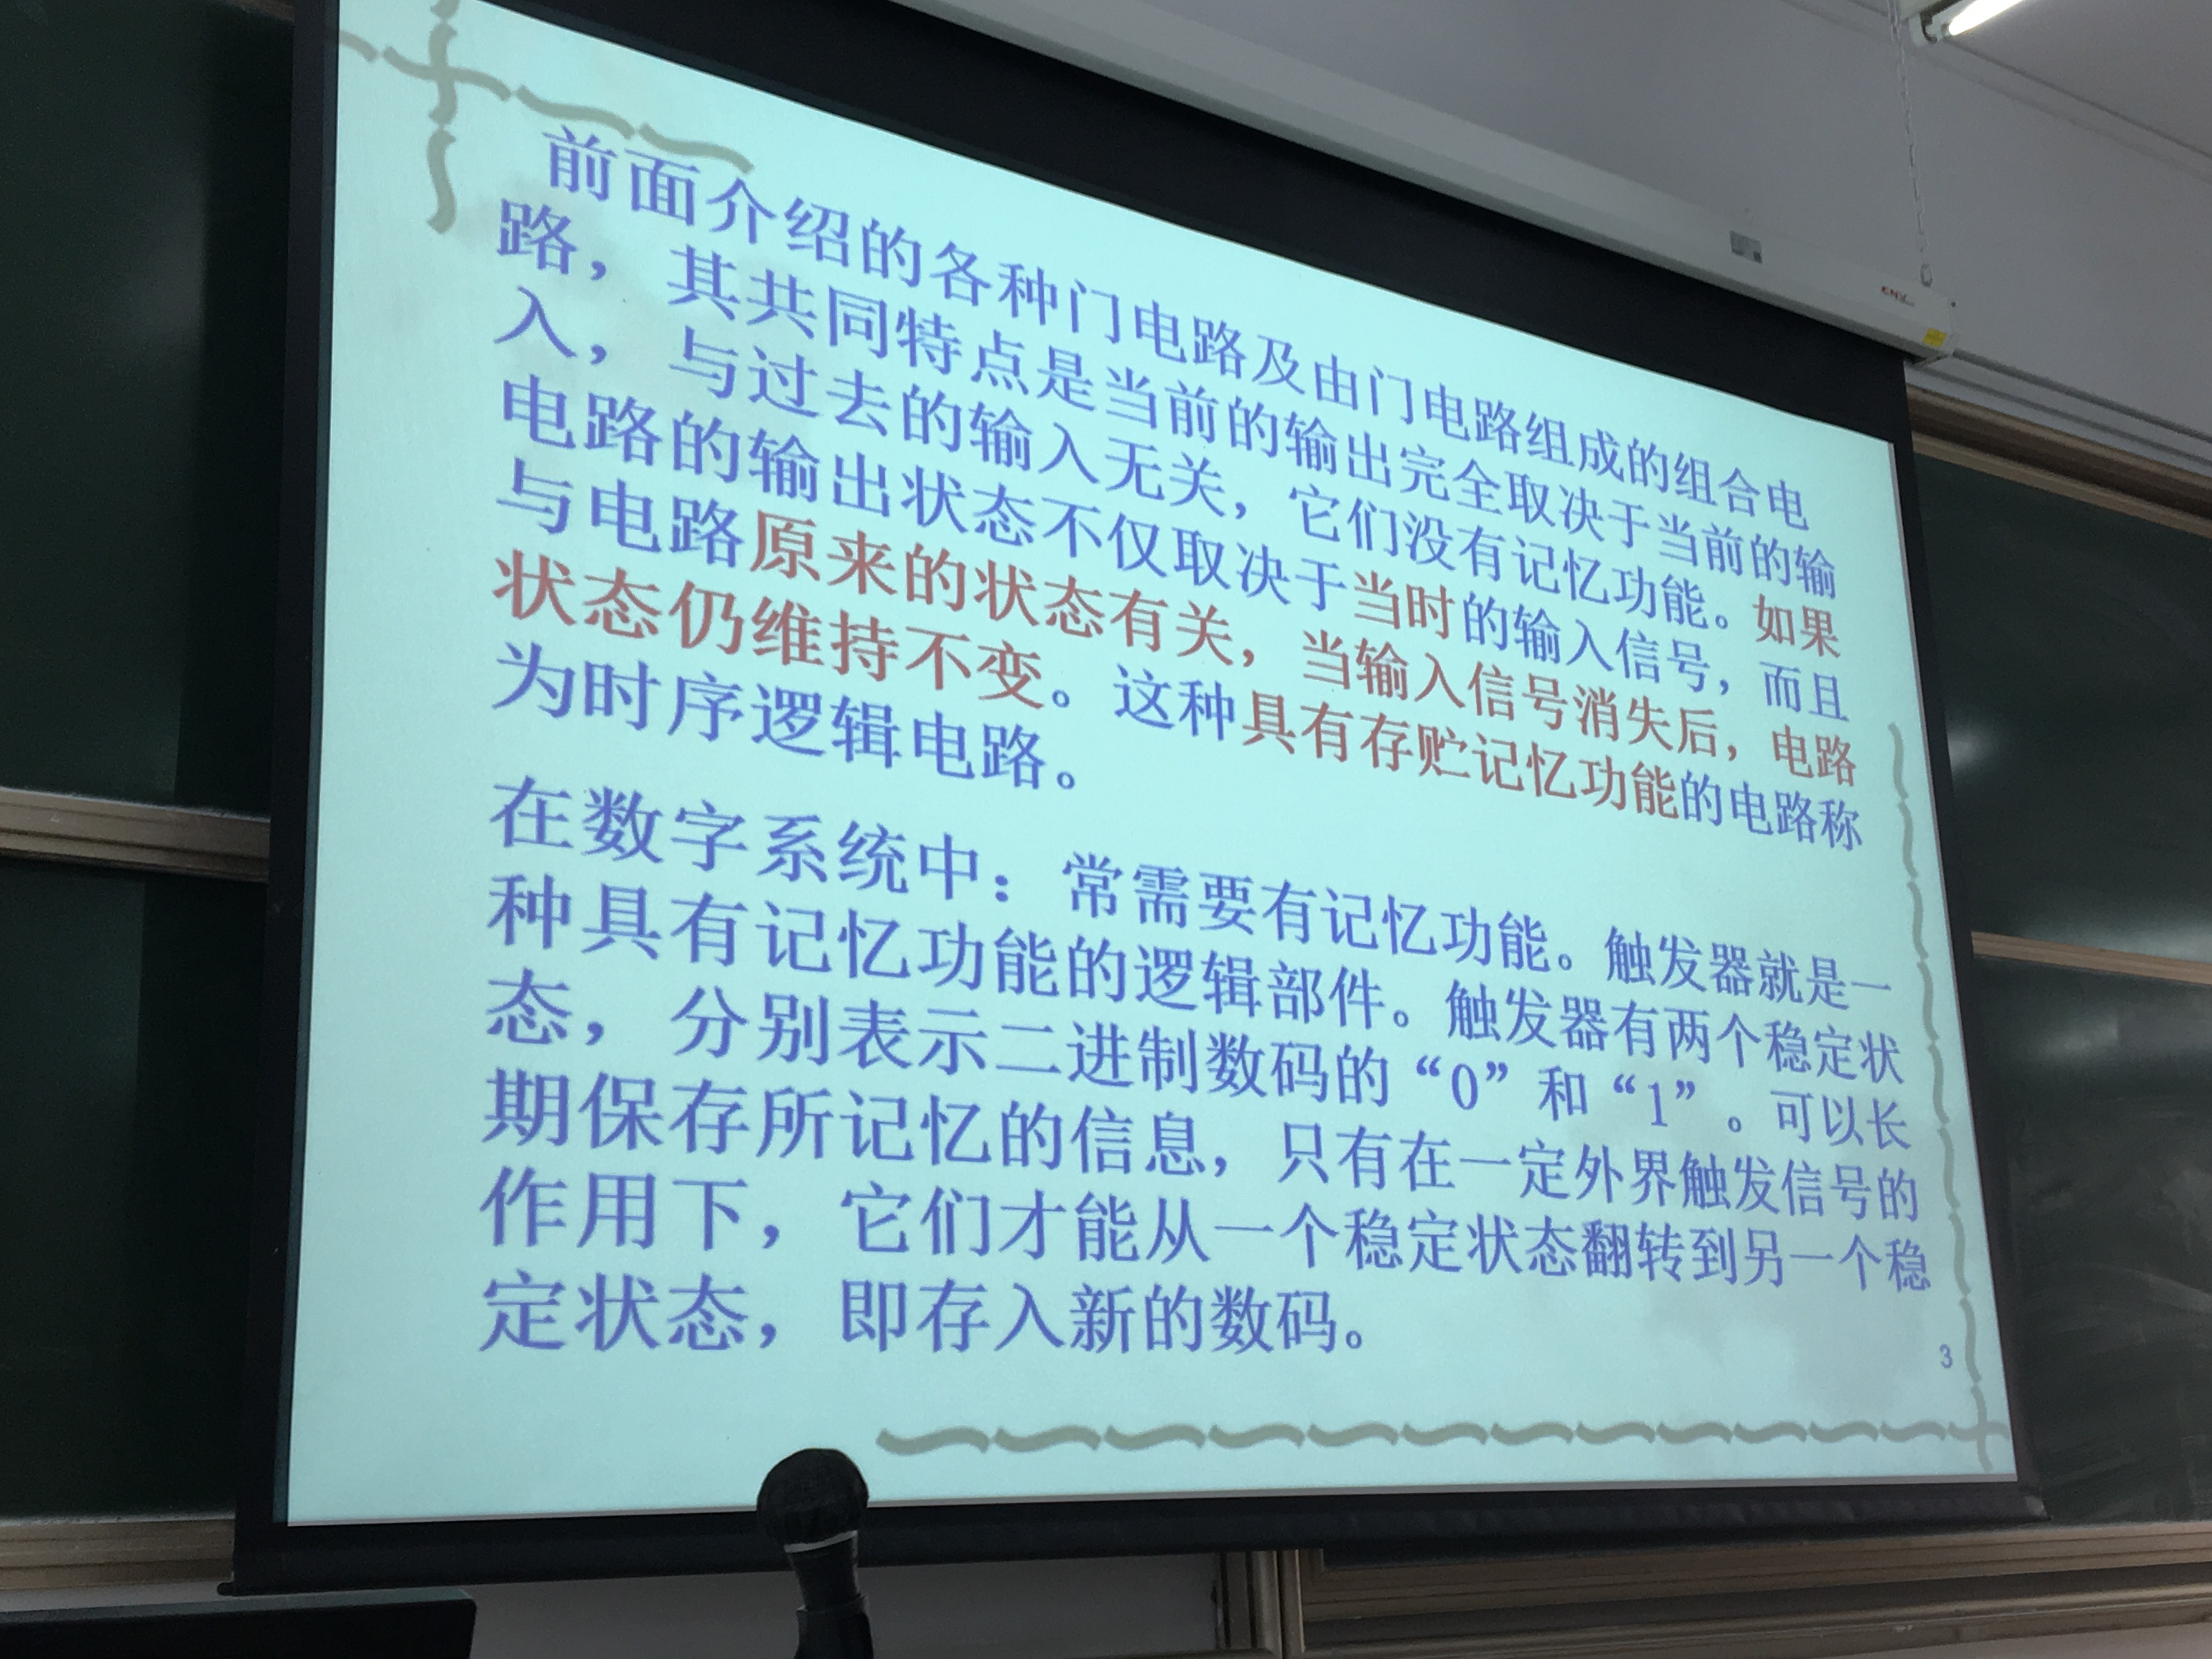 前面介绍的各种门电路及由门电路组成的组合电
路，其共同特点是当前的输出完全取决于当前的输
入，与过去的输入无关，它们没有记忆功能。如果
电路的输出状态不仅取决于当时的输入信号，而且
与电路原来的状态有关，当输入信号消失后，电路
状态仍维持不变。这种具有存贮记忆功能的电路称
为时序逻辑电路。
在数字系统中：常需要有记忆功能。触发器就是一
种具有记忆功能的逻辑部件。触发器有两个稳定状
态，分别表示二进制数码的“0”和“1”。可以长
期保存所记忆的信息，只有在一定外界触发信号的
作用下，它们才能从一个稳定状态翻转到另一个稳
定状态，即存入新的数码。
3